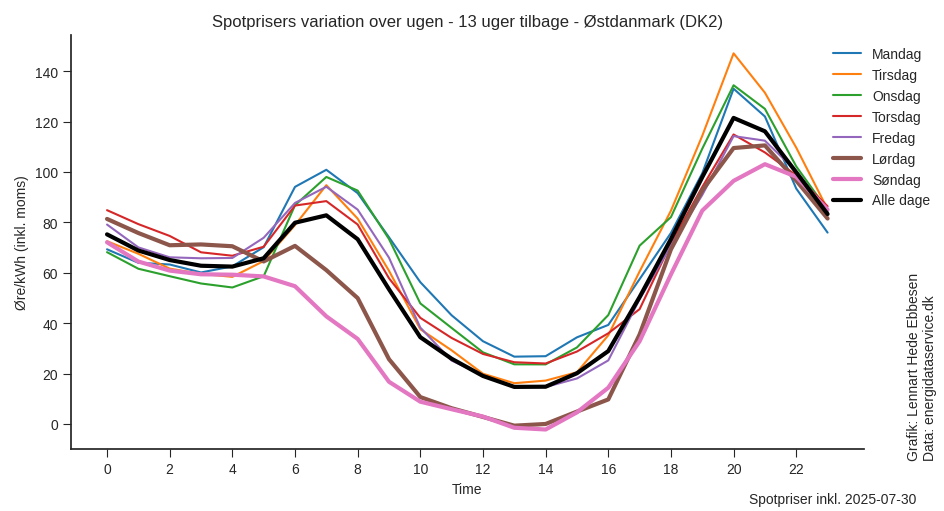 Spotprisers variation over ugen - 13 uger tilbage - Østdanmark (DK2)
Mandag
Tirsdag
Onsdag
Torsdag
Fredag
Lørdag
Søndag
Alle dage
Øre/kWh (inkl. moms)
140
120
100
80
60
40
20
0
0 2 4 6 8 10 12 14 16 18 20 22
Time
Grafik: Lennart Hede Ebbesen
Data: energidataservice.dk
Spotpriser inkl. 2025-07-30